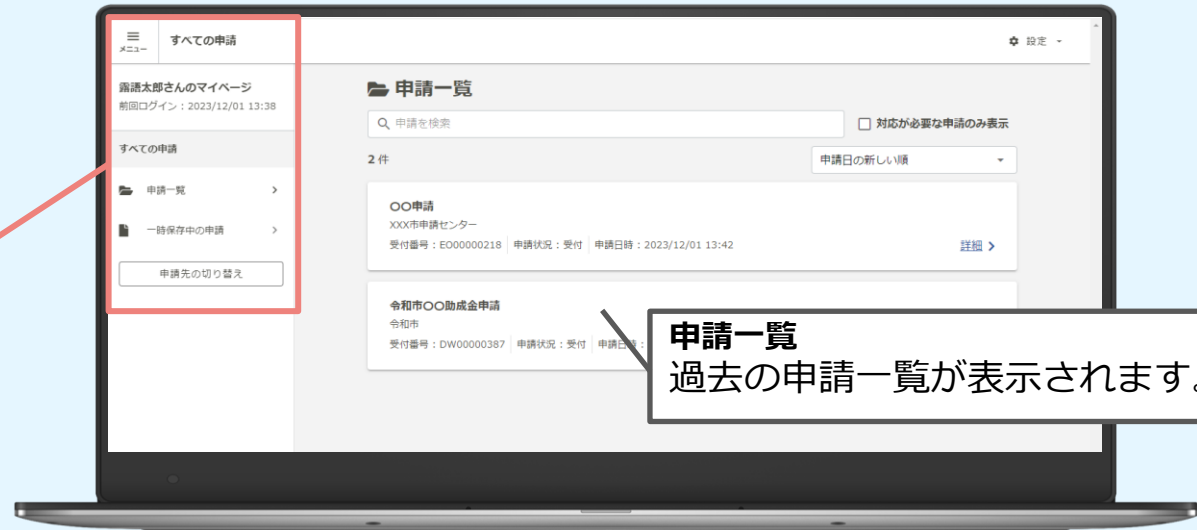 メニュー
すべての申請
設定
露語太郎さんのマイページ
前回ログイン：2023/12/01 13:38
すべての申請
申請一覧
一時保存中の申請
申請先の切り替え
申請一覧
申請を検索
対応が必要な申請のみ表示
2 件
申請日の新しい順
〇〇申請
XXX市申請センター
受付番号：EO00000218 申請状況：受付 申請日時：2023/12/01 13:42
詳細
令和市〇〇助成金申請
令和市
受付番号：DW00000387 申請状況：受付 申請日時：
申請一覧
過去の申請一覧が表示されます。